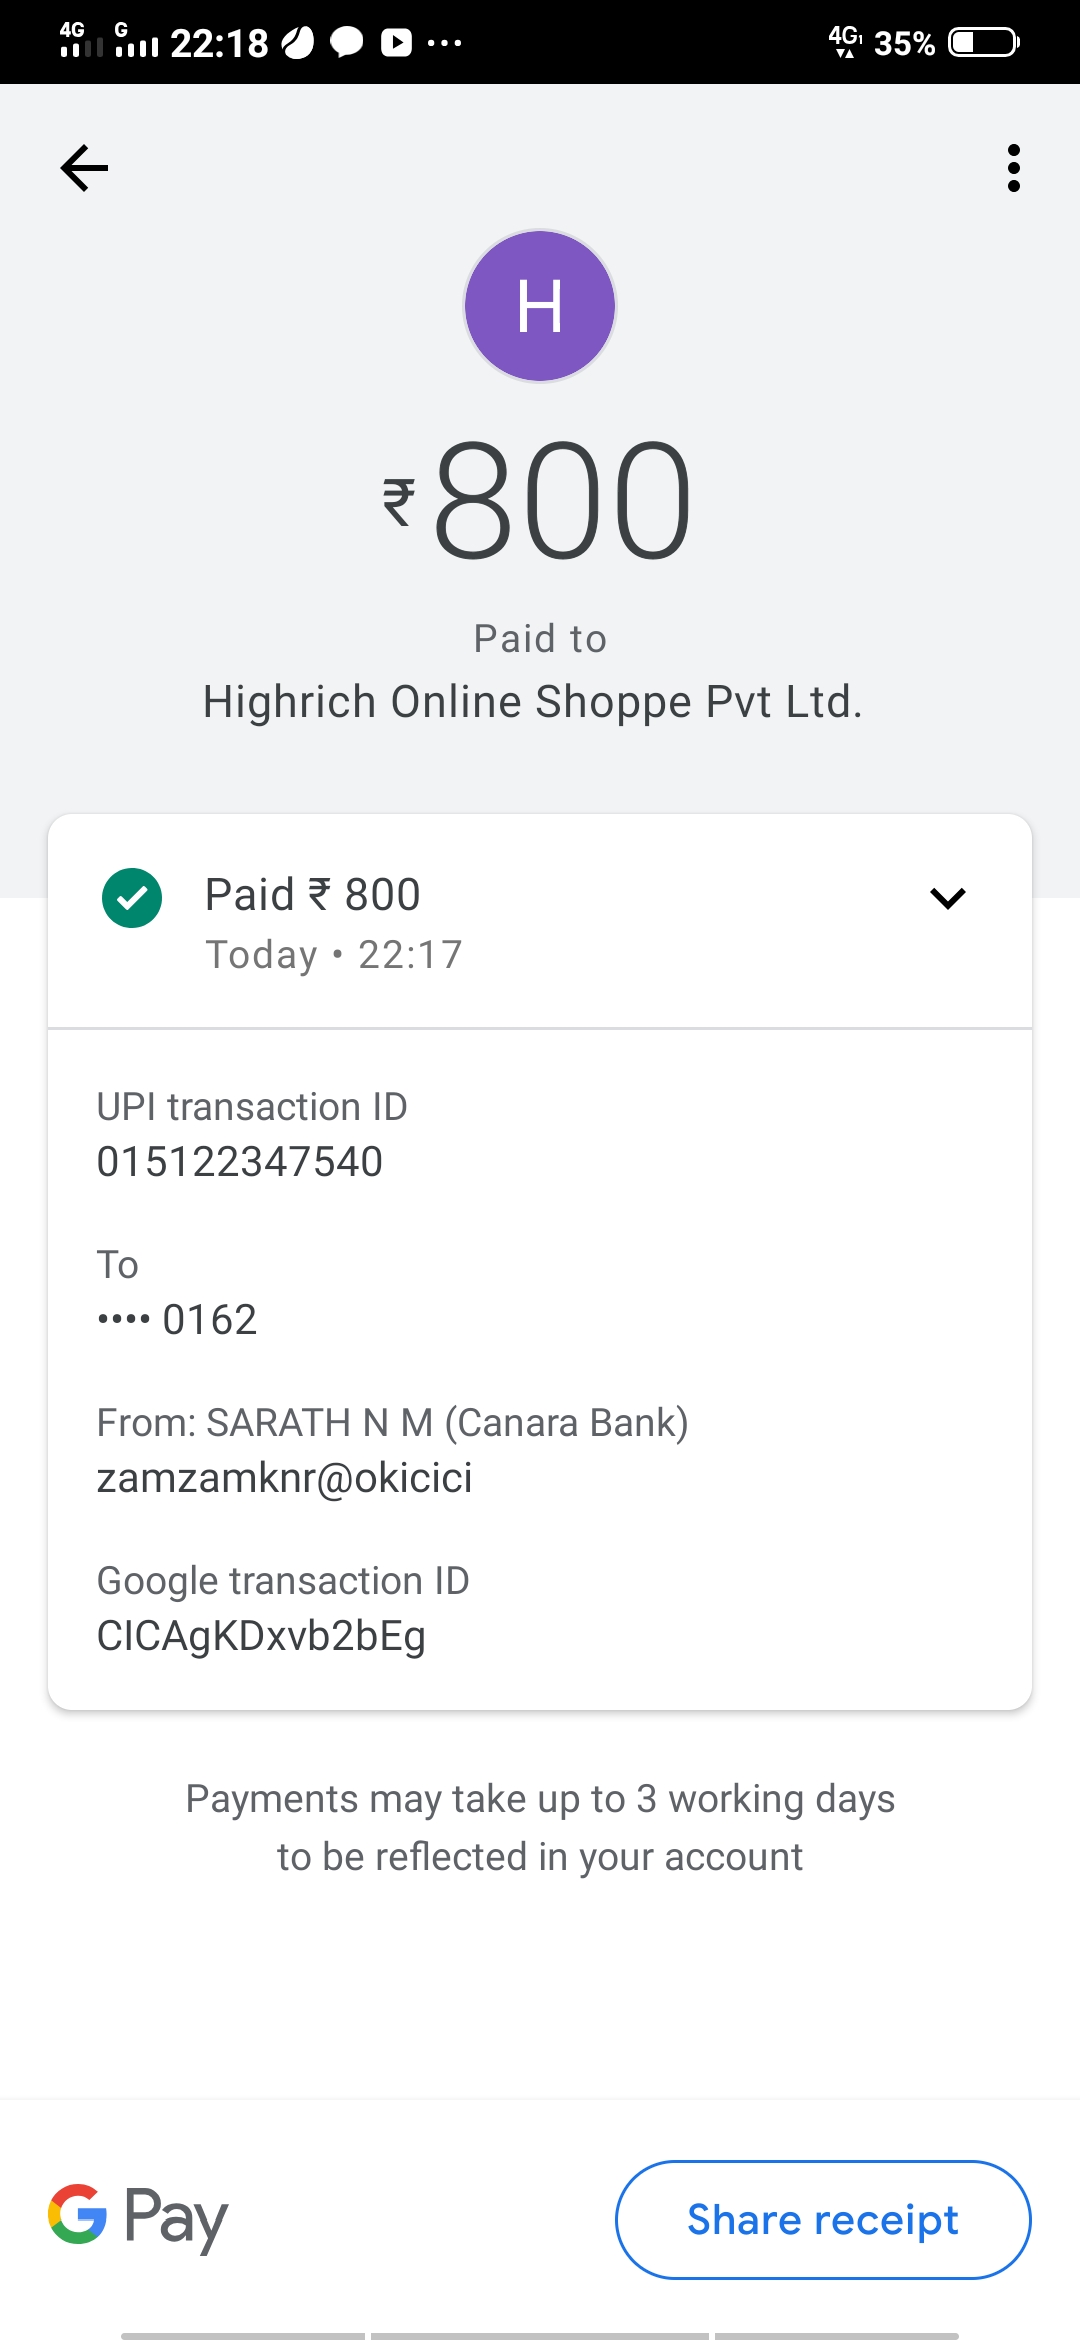 4G G 22:18 4G1 35%
H
₹800
Paid to
Highrich Online Shoppe Pvt Ltd.
Paid ₹ 800
Today • 22:17
UPI transaction ID
015122347540
To
•••• 0162
From: SARATH N M (Canara Bank)
zamzamknr@okicici
Google transaction ID
CICAgKDxvb2bEg
Payments may take up to 3 working days
to be reflected in your account
G Pay
Share receipt